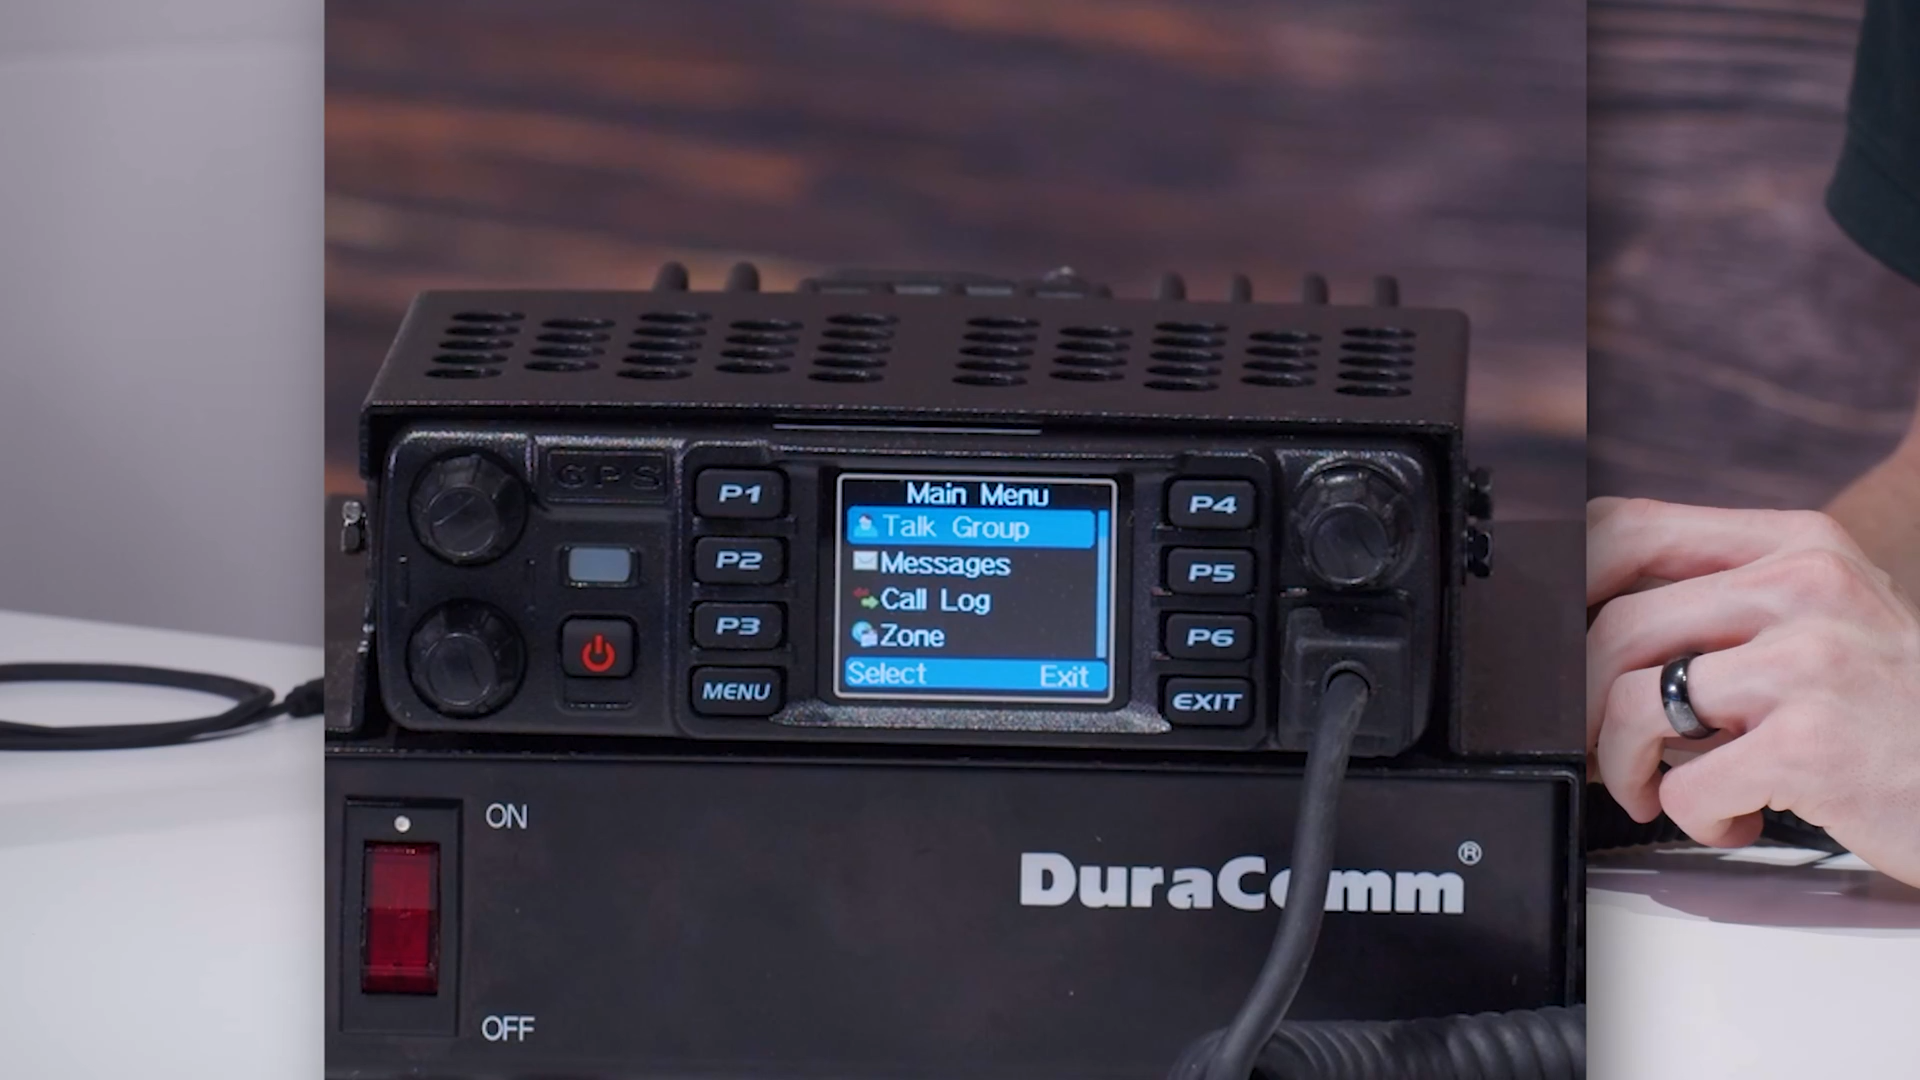 GPS
P1
P2
P3
MENU
Main Menu
Talk Group
Messages
Call Log
Zone
Select Exit
P4
P5
P6
EXIT
ON
OFF
DuraComm®